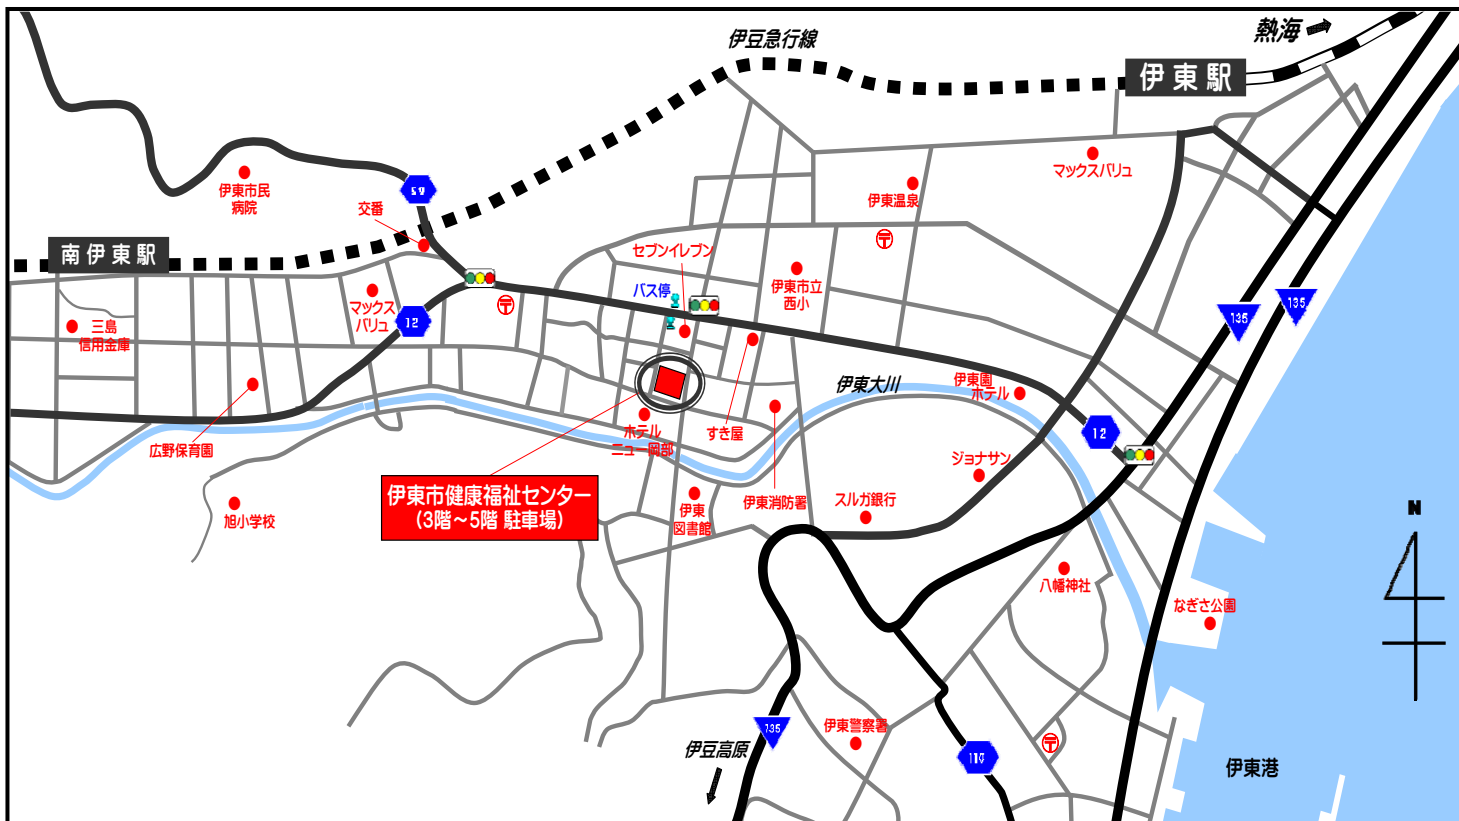 熱海
伊豆急行線
伊東駅
マックスバリュ
伊東市民
病院
59
伊東温泉
交番
南伊東駅
セブンイレブン
バス停
伊東市立
西小
マックス
バリュ
12
三島
信用金庫
135
135
伊東大川
伊東園
ホテル
広野保育園
ホテル
ニュー岡部
すき屋
12
ジョナサン
伊東市健康福祉センター
(3階～5階 駐車場)
伊東
図書館
伊東消防署
スルガ銀行
旭小学校
N
八幡神社
なぎさ公園
伊東警察署
135
伊豆高原
伊東港